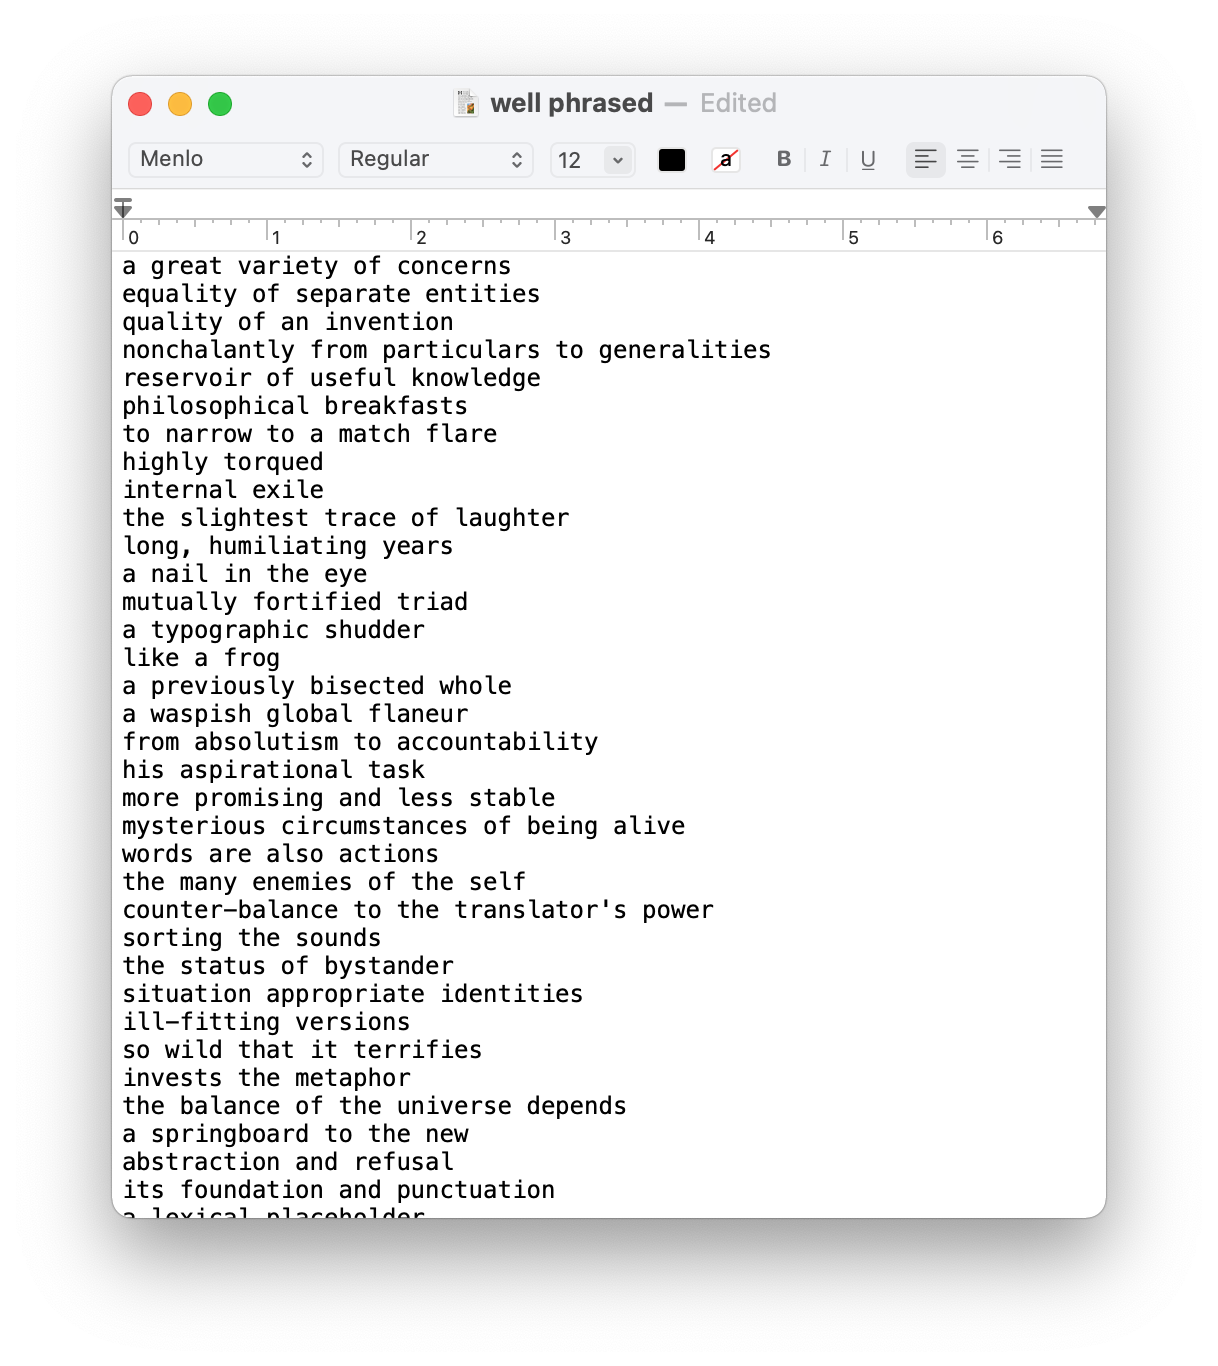 well phrased — Edited
Menlo Regular 12 a B I U
0 1 2 3 4 5 6
a great variety of concerns
equality of separate entities
quality of an invention
nonchalantly from particulars to generalities
reservoir of useful knowledge
philosophical breakfasts
to narrow to a match flare
highly torqued
internal exile
the slightest trace of laughter
long, humiliating years
a nail in the eye
mutually fortified triad
a typographic shudder
like a frog
a previously bisected whole
a waspish global flaneur
from absolutism to accountability
his aspirational task
more promising and less stable
mysterious circumstances of being alive
words are also actions
the many enemies of the self
counter-balance to the translator's power
sorting the sounds
the status of bystander
situation appropriate identities
ill-fitting versions
so wild that it terrifies
invests the metaphor
the balance of the universe depends
a springboard to the new
abstraction and refusal
its foundation and punctuation
a lexical placeholder